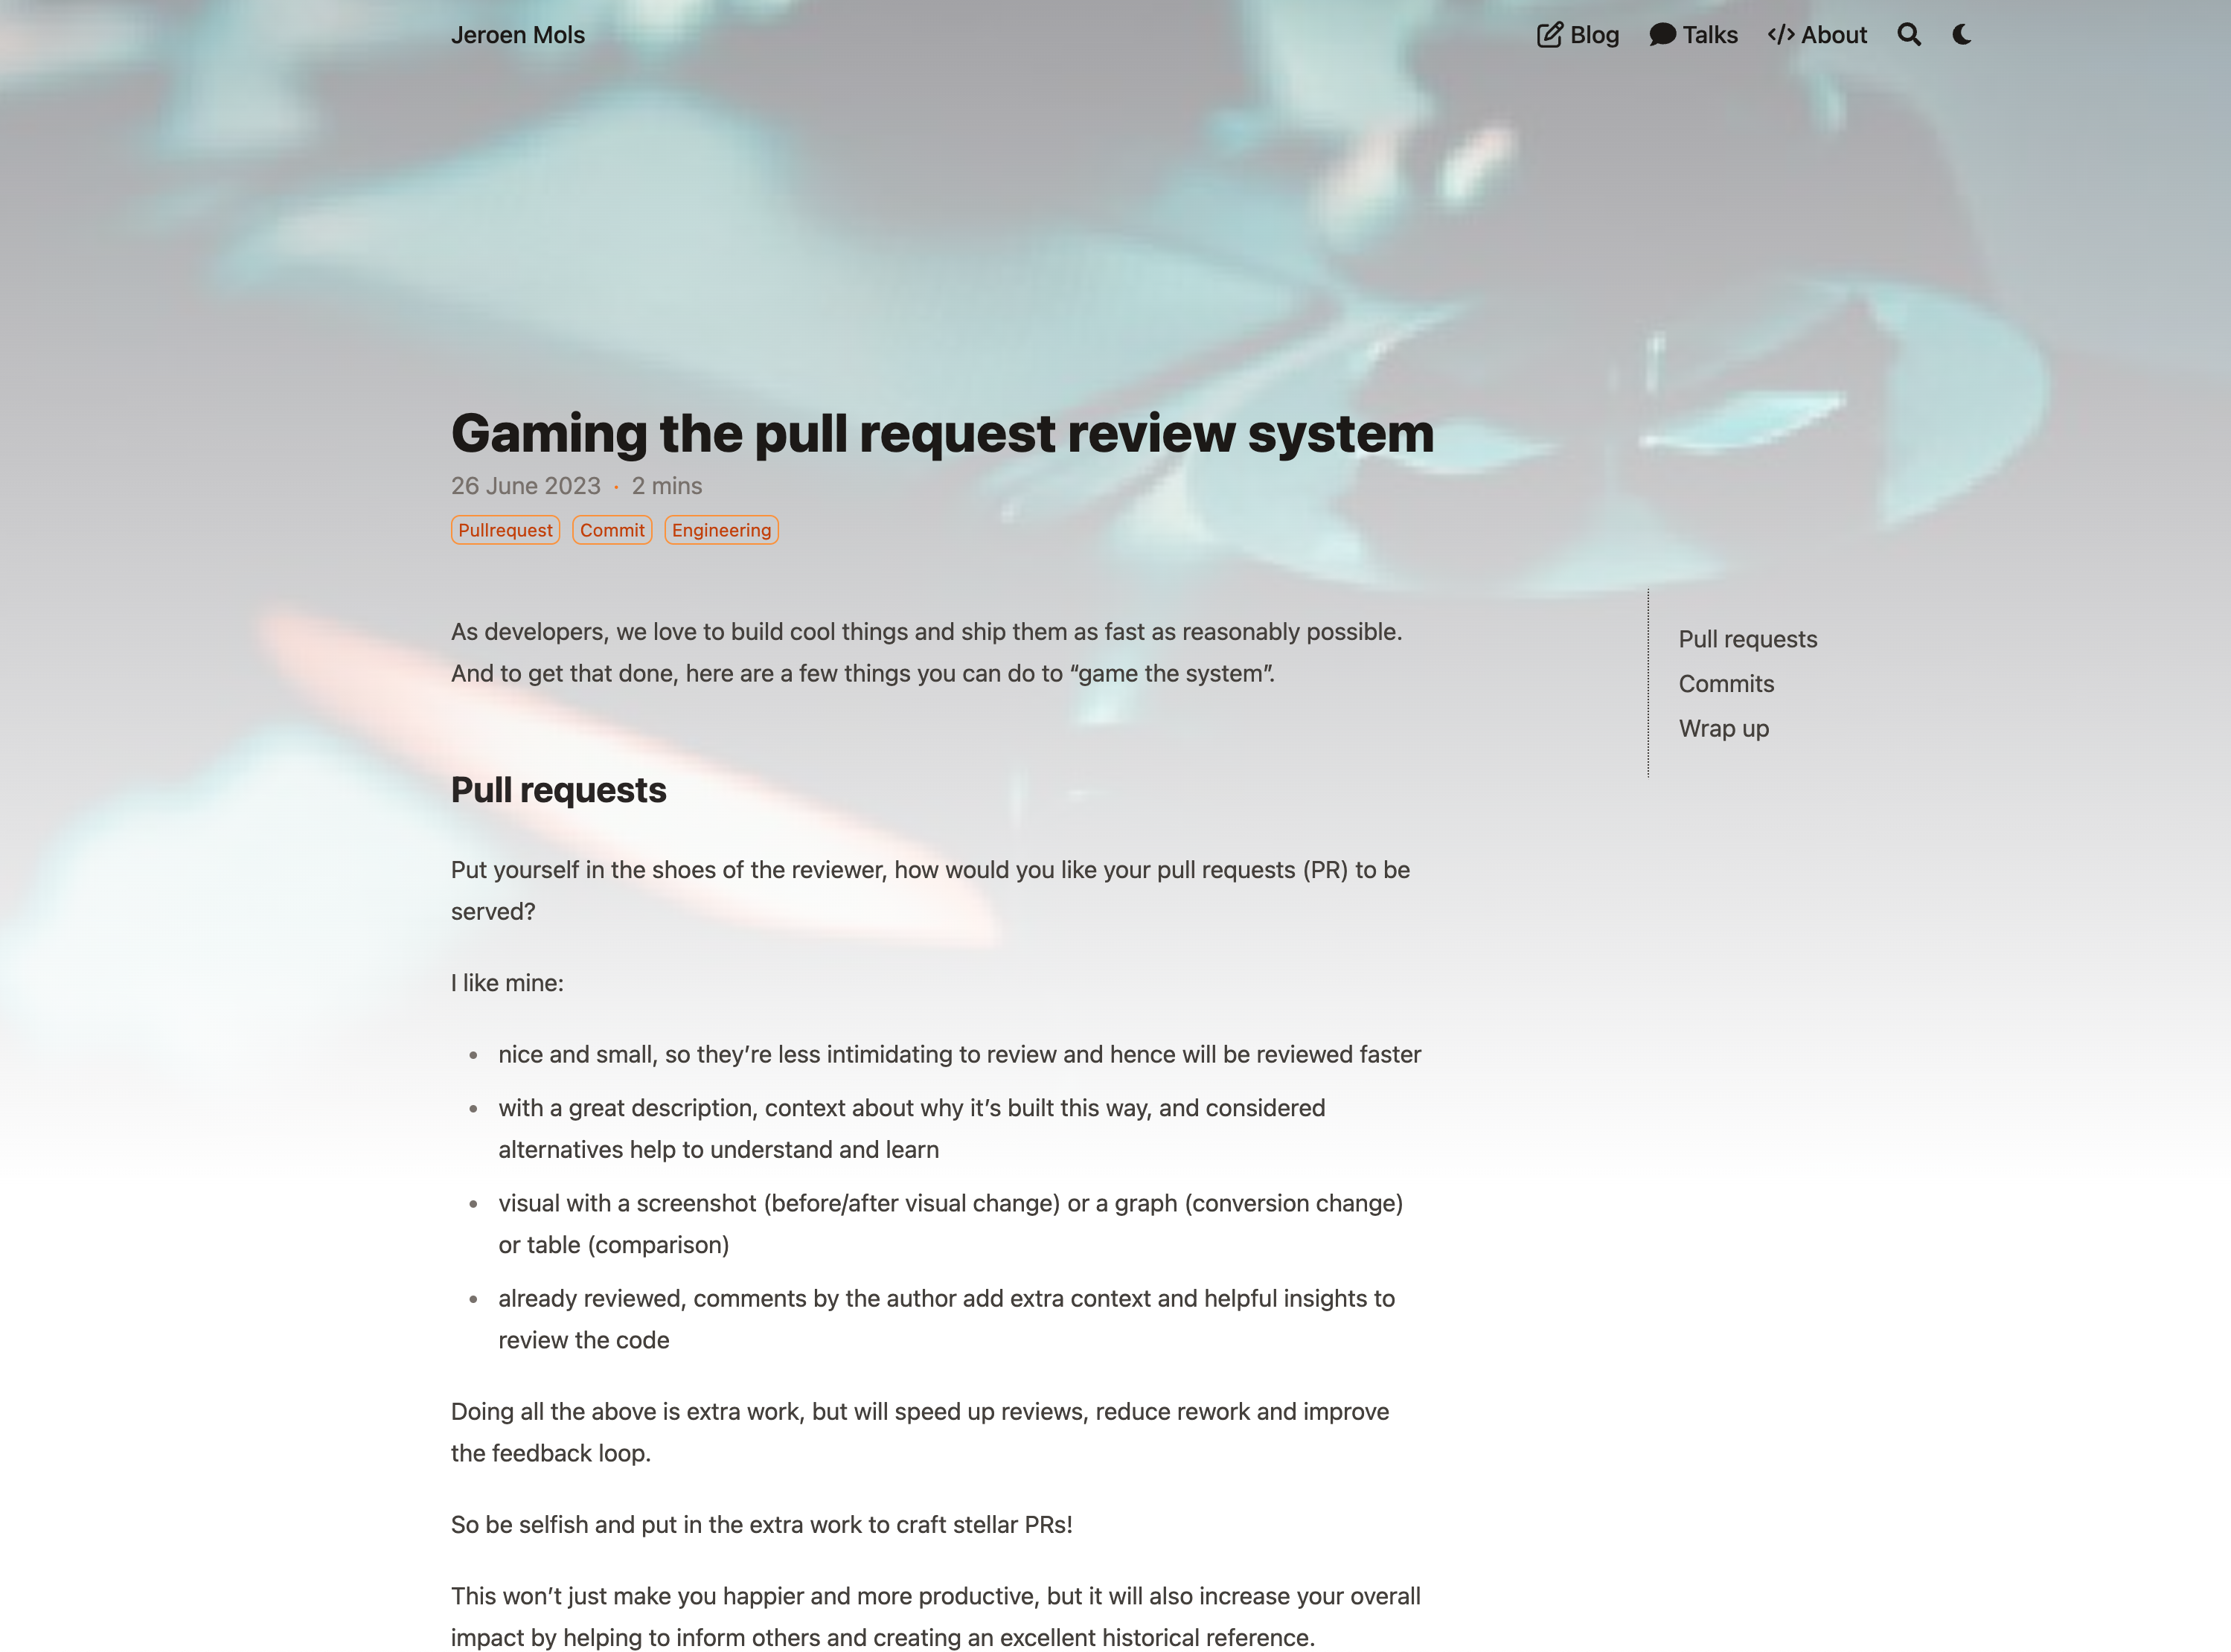 Jeroen Mols
Blog
Talks
About
Gaming the pull request review system
26 June 2023 · 2 mins
Pullrequest
Commit
Engineering
As developers, we love to build cool things and ship them as fast as reasonably possible.
And to get that done, here are a few things you can do to “game the system”.
Pull requests
Commits
Wrap up
Pull requests
Put yourself in the shoes of the reviewer, how would you like your pull requests (PR) to be
served?
I like mine:
• nice and small, so they’re less intimidating to review and hence will be reviewed faster
• with a great description, context about why it’s built this way, and considered
alternatives help to understand and learn
• visual with a screenshot (before/after visual change) or a graph (conversion change)
or table (comparison)
• already reviewed, comments by the author add extra context and helpful insights to
review the code
Doing all the above is extra work, but will speed up reviews, reduce rework and improve
the feedback loop.
So be selfish and put in the extra work to craft stellar PRs!
This won’t just make you happier and more productive, but it will also increase your overall
impact by helping to inform others and creating an excellent historical reference.